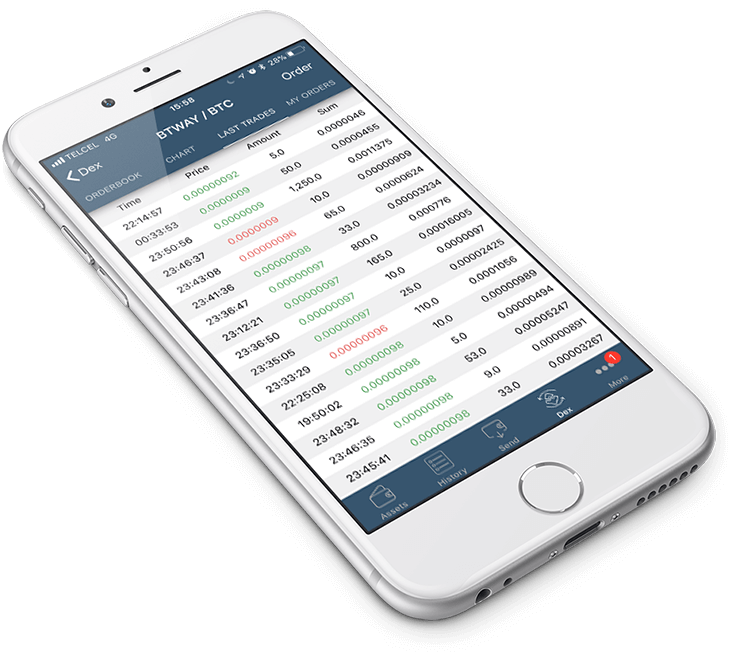 TELCEL 4G 15:58 28%
Dex BTWAY / BTC Order
ORDERBOOK CHART LAST TRADES MY ORDERS
Time Price Amount Sum
22:14:57 0.00000092 5.0 0.0000046
00:33:53 0.0000009 50.0 0.0000455
23:50:56 0.0000009 1,250.0 0.0011375
23:46:37 0.0000009 10.0 0.00000909
23:43:08 0.00000096 65.0 0.0000624
23:41:36 0.00000098 33.0 0.00003234
23:36:47 0.00000097 800.0 0.000776
23:12:21 0.00000097 165.0 0.00016005
23:36:50 0.00000097 10.0 0.0000097
23:35:05 0.00000097 25.0 0.00002425
23:33:29 0.00000096 110.0 0.0001056
22:25:08 0.00000098 10.0 0.00000989
19:50:02 0.00000098 5.0 0.00000494
23:48:32 0.00000098 53.0 0.00005247
23:46:35 0.00000098 9.0 0.00000891
23:45:41 0.00000098 33.0 0.00003267
1
Assets History Send Dex More